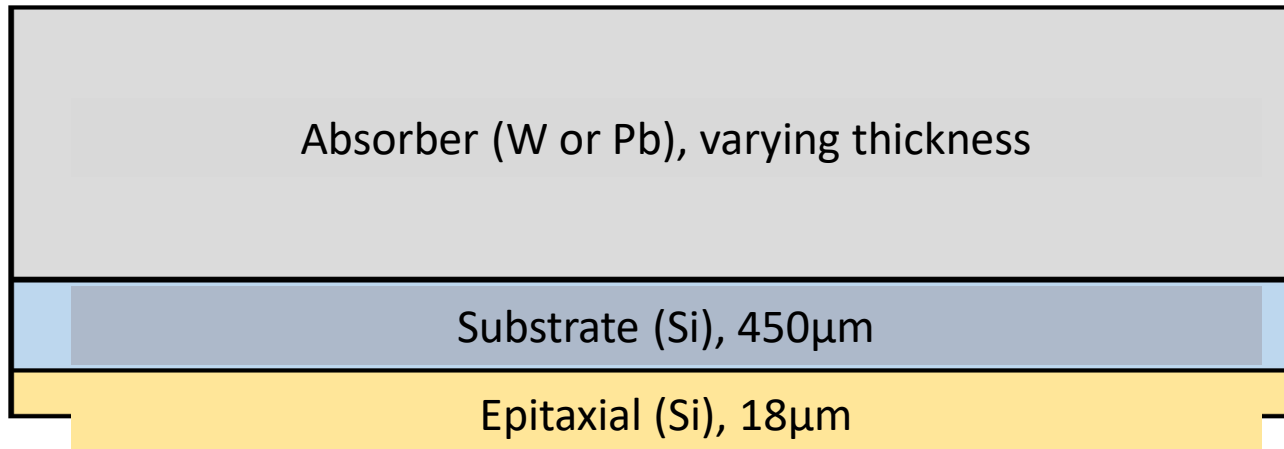 Absorber (W or Pb), varying thickness
Substrate (Si), 450μm
Epitaxial (Si), 18μm